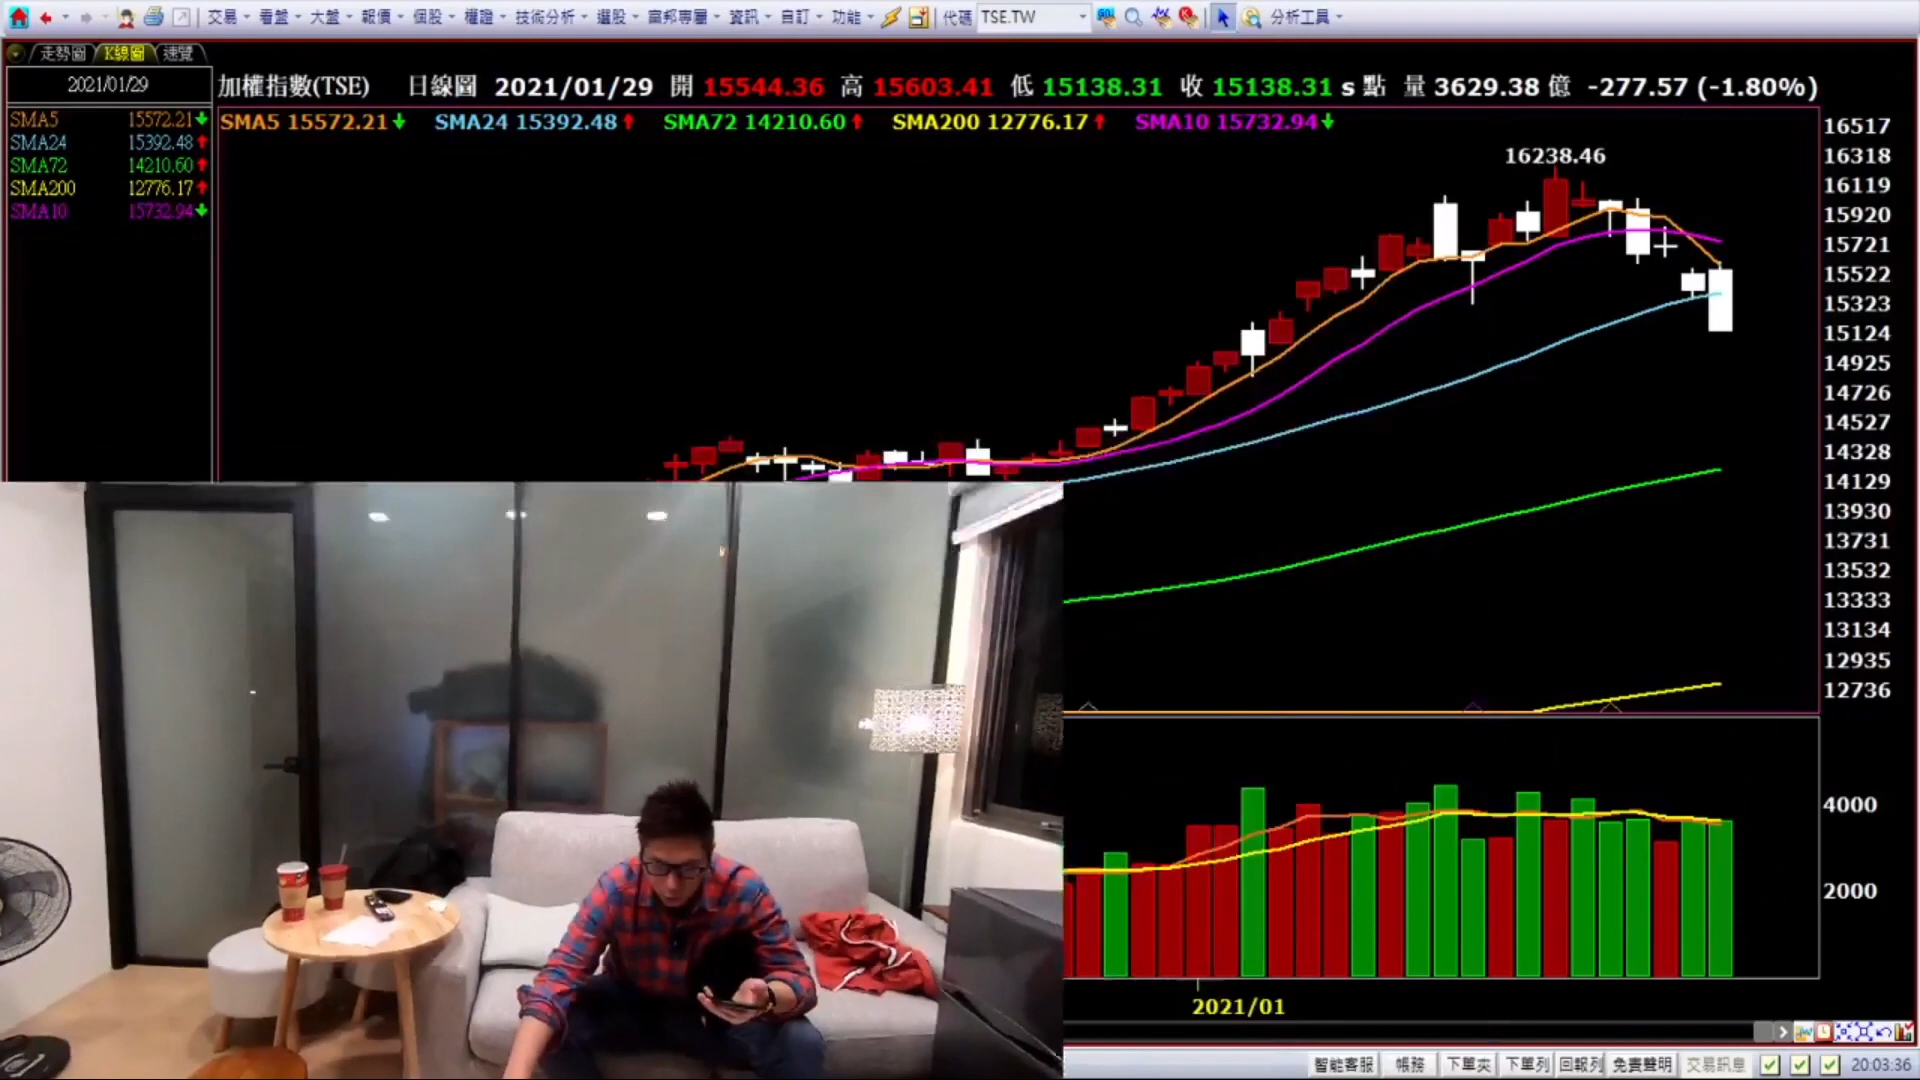 交易 看盤 大盤 報價 個股 權證 技術分析 選股 富邦專屬 資訊 自訂 功能 代碼 TSE.TW 分析工具
走勢圖 K線圖 速覽
2021/01/29
加權指數(TSE) 日線圖 2021/01/29 開 15544.36 高 15603.41 低 15138.31 收 15138.31 s 點 量 3629.38 億 -277.57 (-1.80%)
SMA5 15572.21
SMA24 15392.48
SMA72 14210.60
SMA200 12776.17
SMA10 15732.94
SMA5 15572.21 SMA24 15392.48 SMA72 14210.60 SMA200 12776.17 SMA10 15732.94
16238.46
16517
16318
16119
15920
15721
15522
15323
15124
14925
14726
14527
14328
14129
13930
13731
13532
13333
13134
12935
12736
4000
2000
2021/01
智能客服 帳務 下單夾 下單列 回報列 免責聲明 交易訊息 20:03:36